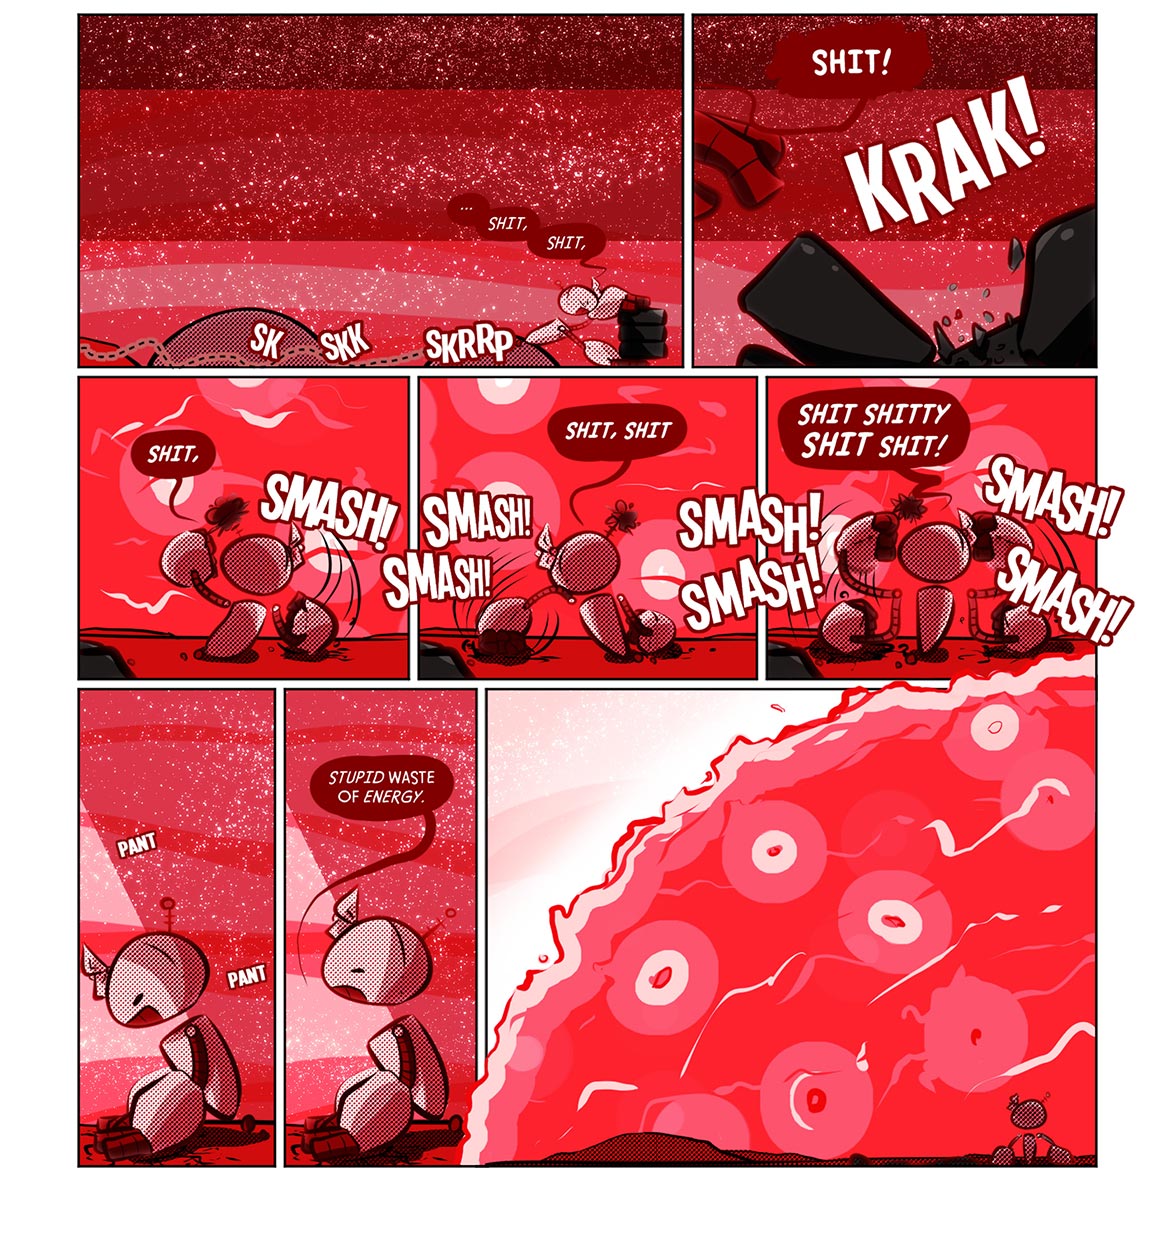 ...
SHIT,
SHIT,
SK
SKK
SKRRP
SHIT!
KRAK!
SHIT,
SMASH!
SMASH!
SHIT, SHIT
SMASH!
SMASH!
SMASH!
SHIT SHITTY
SHIT SHIT!
SMASH!
SMASH!
PANT
PANT
STUPID WASTE
OF ENERGY.